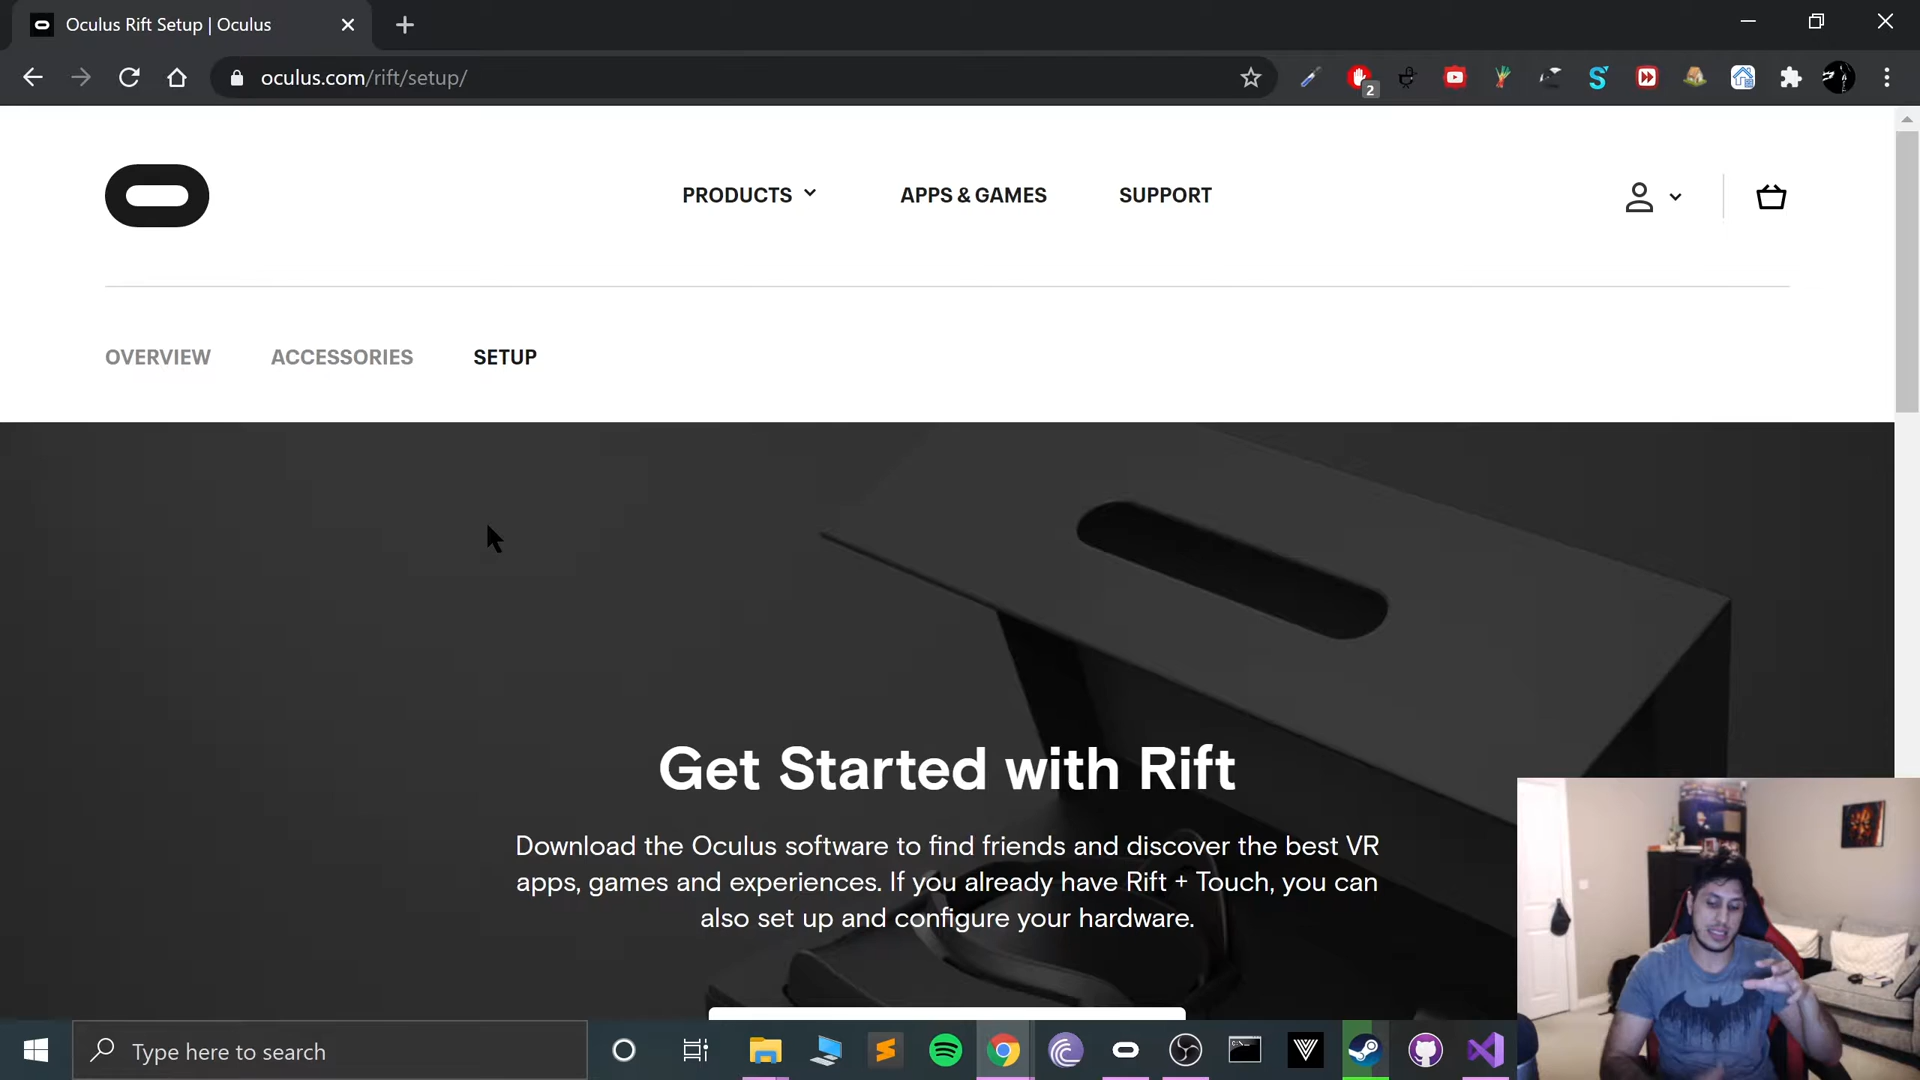 Oculus Rift Setup | Oculus
oculus.com/rift/setup/
2
PRODUCTS
APPS & GAMES
SUPPORT
OVERVIEW
ACCESSORIES
SETUP
Get Started with Rift
Download the Oculus software to find friends and discover the best VR
apps, games and experiences. If you already have Rift + Touch, you can
also set up and configure your hardware.
Type here to search